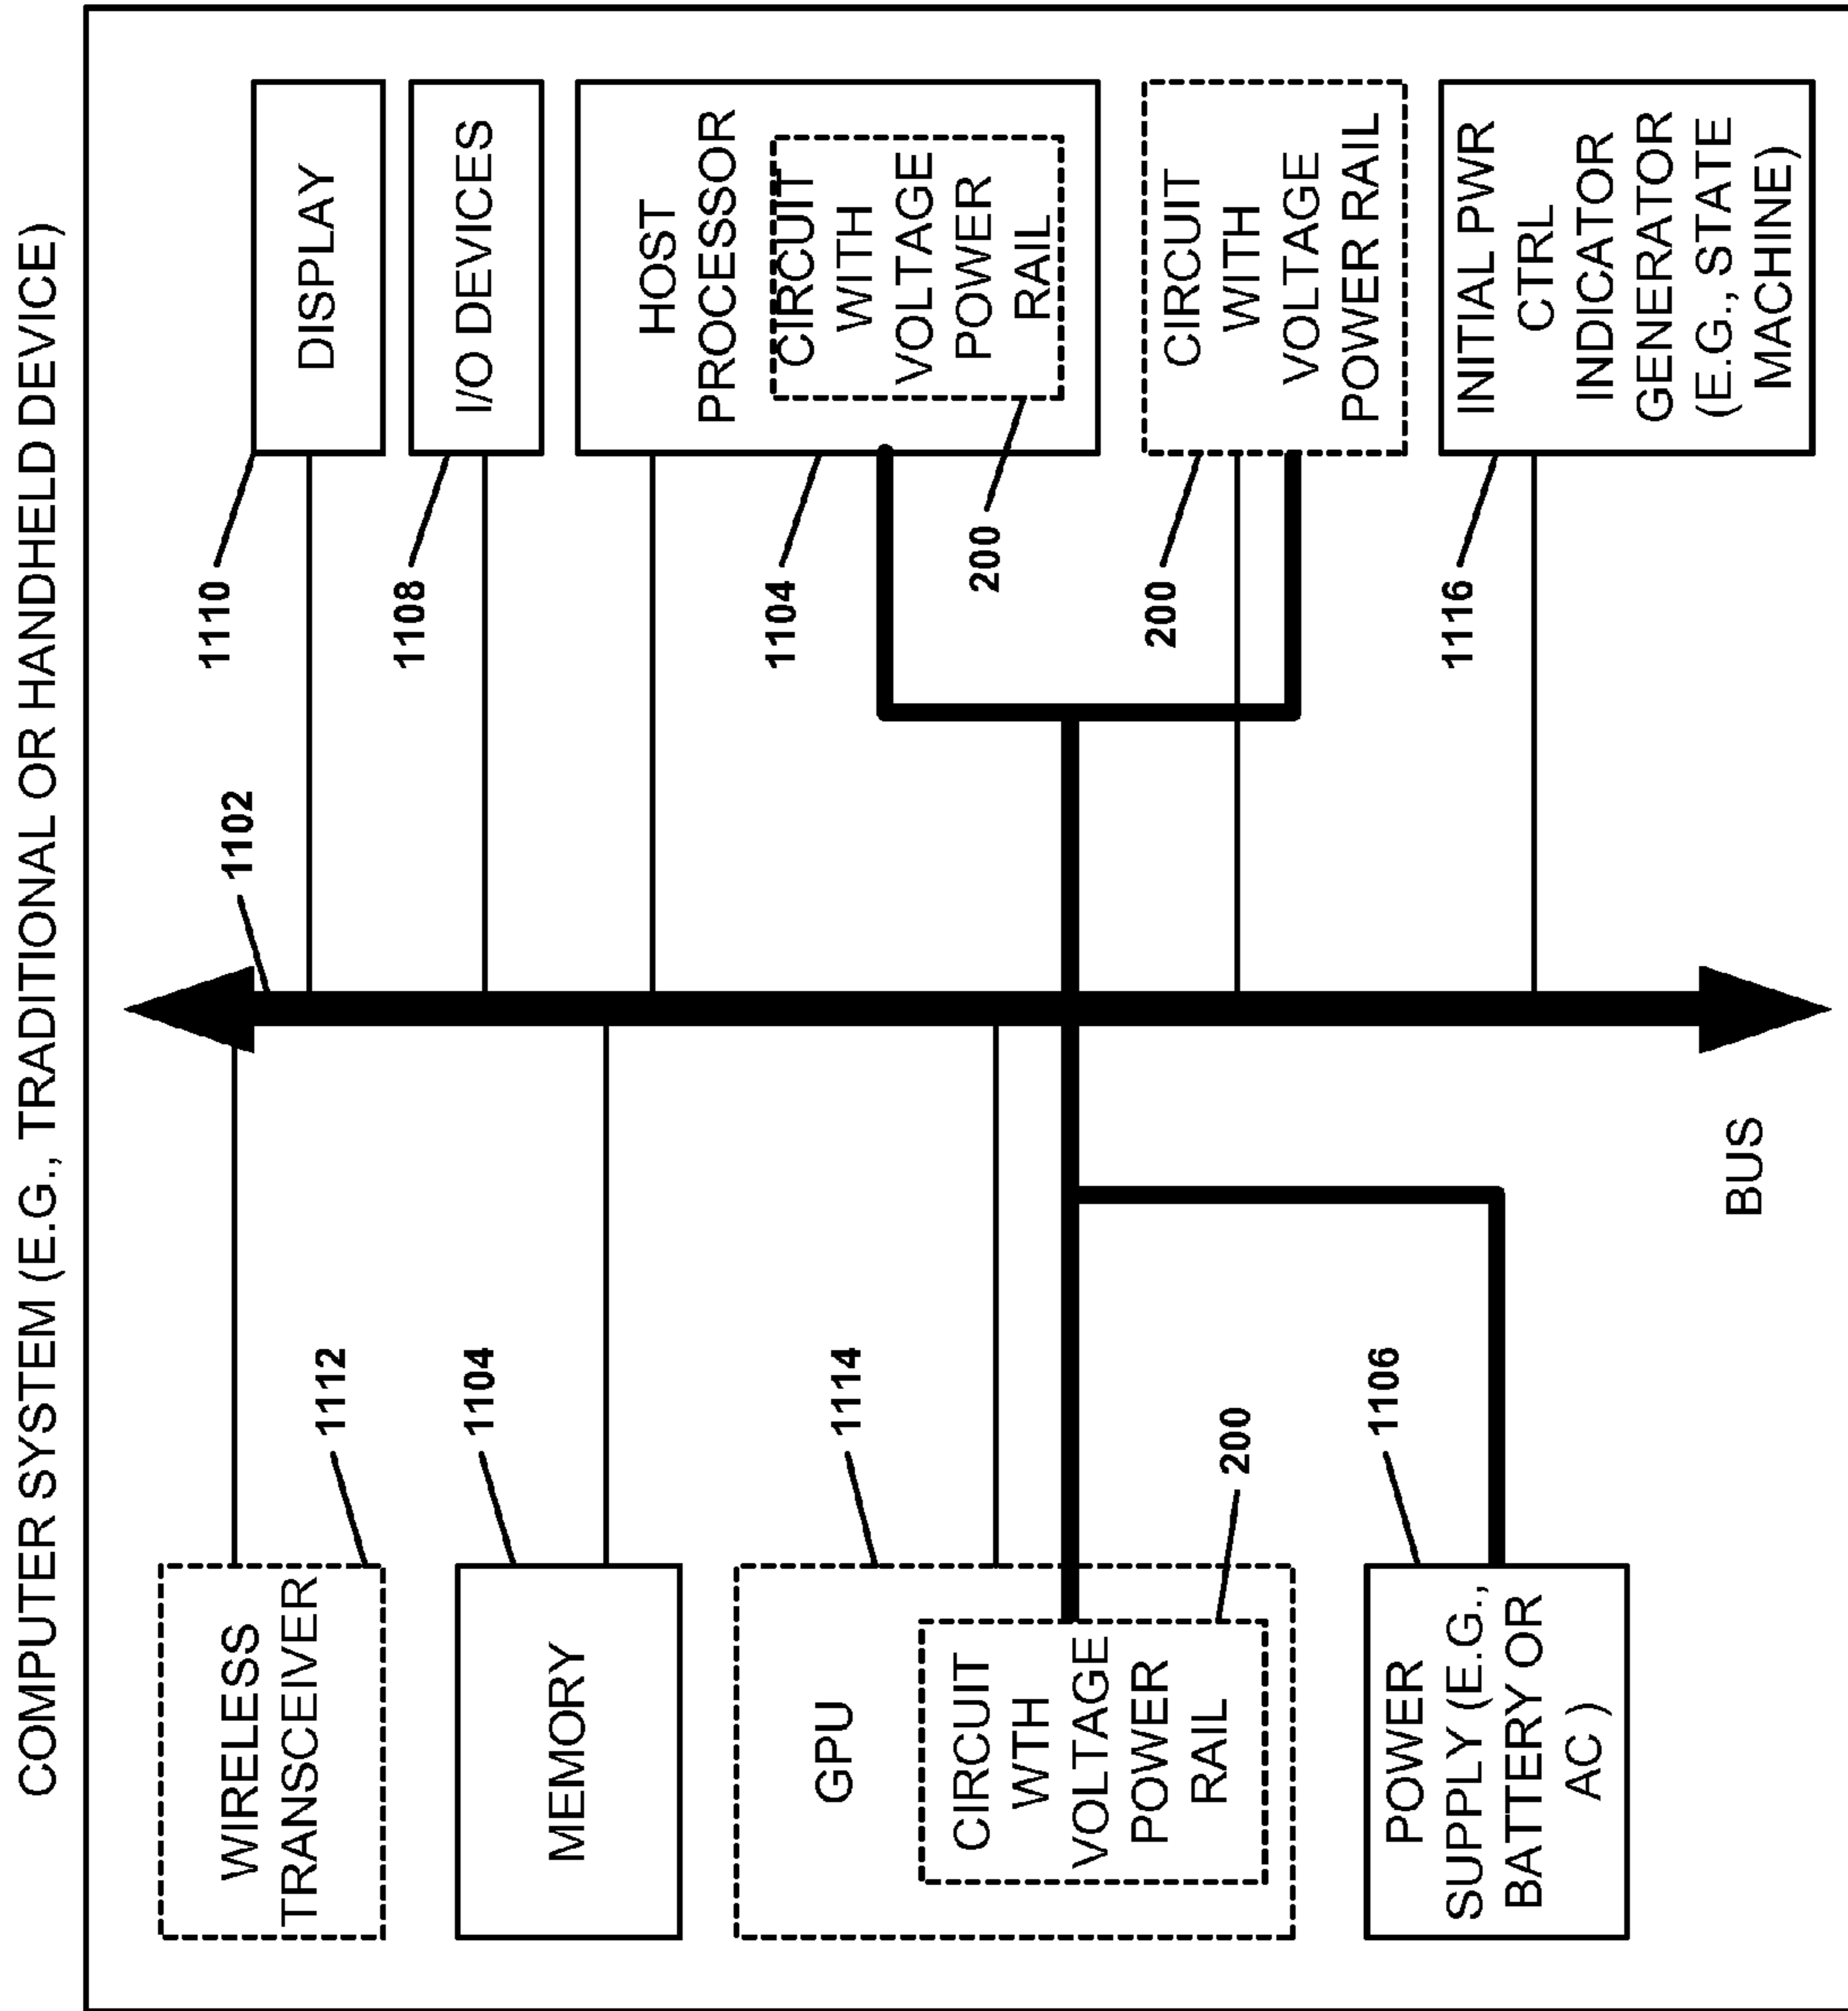 COMPUTER SYSTEM (E.G., TRADITIONAL OR HANDHELD DEVICE)
WIRELESS
TRANSCEIVER
1112
MEMORY
1104
GPU
1114
CIRCUIT
WTH
VOLTAGE
POWER
RAIL
200
POWER
SUPPLY (E.G.,
BATTERY OR
AC )
1106
BUS
1102
1110
DISPLAY
1108
I/O DEVICES
1104
HOST
PROCESSOR
CIRCUIT
WITH
VOLTAGE
POWER
RAIL
200
200
CIRCUIT
WITH
VOLTAGE
POWER RAIL
1116
INITIAL PWR
CTRL
INDICATOR
GENERATOR
(E.G., STATE
MACHINE)